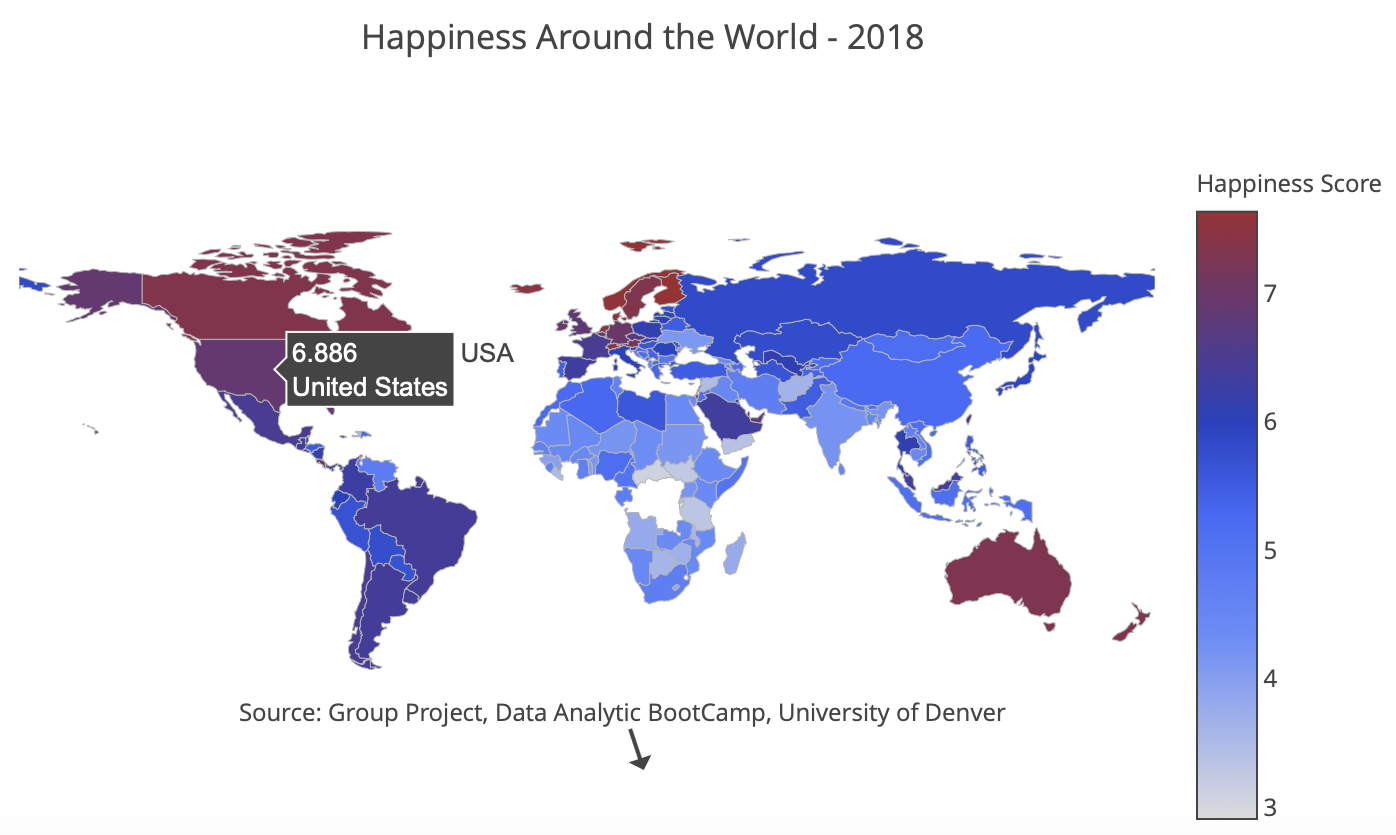 Happiness Around the World - 2018
Happiness Score
7
6
5
4
3
6.886
United States
USA
Source: Group Project, Data Analytic BootCamp, University of Denver